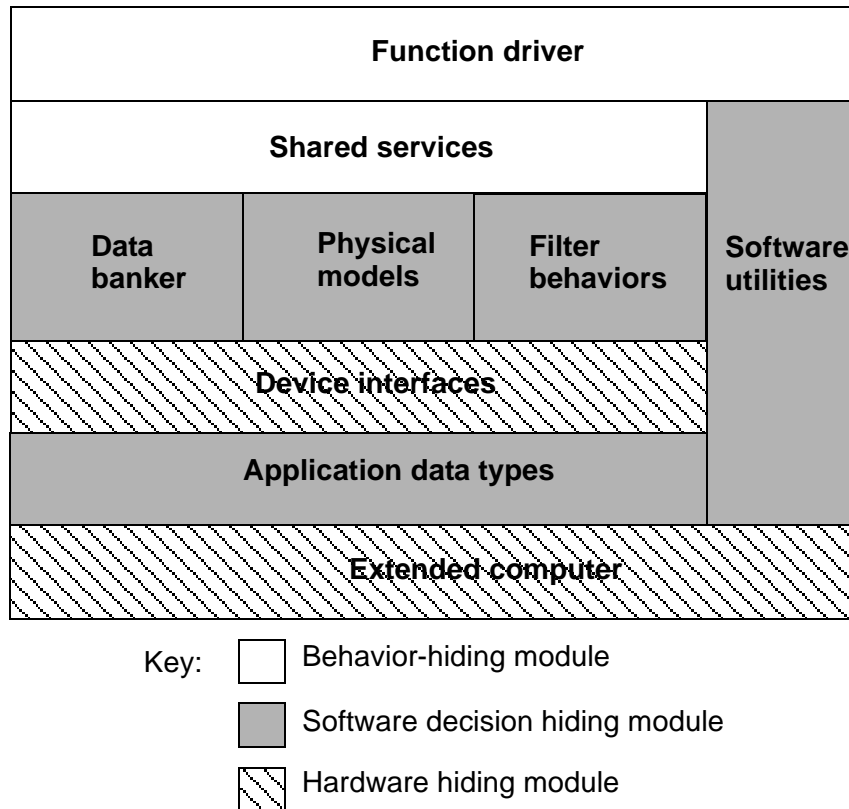 Function driver
Shared services
Data
banker
Physical
models
Filter
behaviors
Software
utilities
Device interfaces
Application data types
Extended computer
Key:
Behavior-hiding module
Software decision hiding module
Hardware hiding module